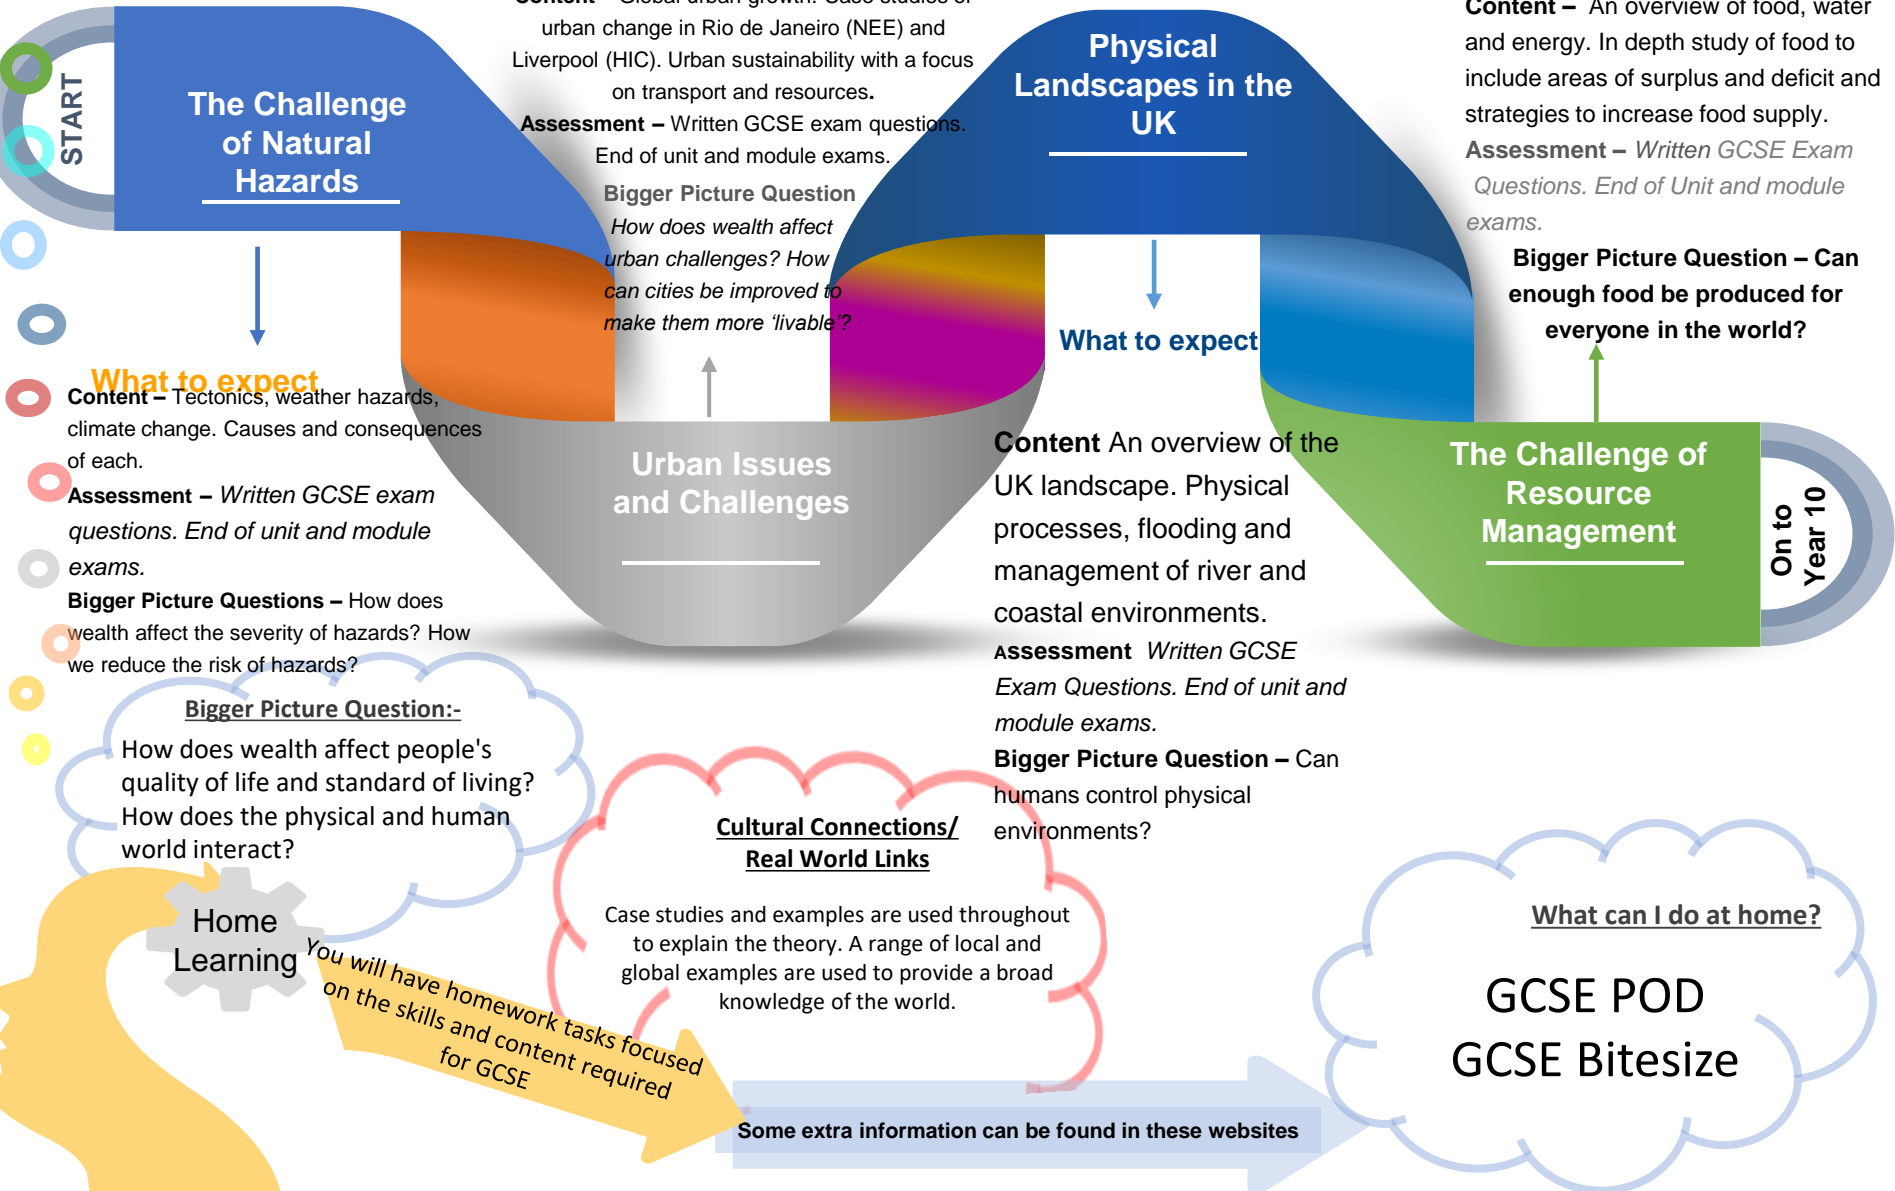 START
The Challenge
of Natural
Hazards
What to expect
Content – Tectonics, weather hazards,
climate change. Causes and consequences
of each.
Assessment – Written GCSE exam
questions. End of unit and module
exams.
Bigger Picture Questions – How does
wealth affect the severity of hazards? How
we reduce the risk of hazards?
Content – Global urban growth. Case studies of
urban change in Rio de Janeiro (NEE) and
Liverpool (HIC). Urban sustainability with a focus
on transport and resources.
Assessment – Written GCSE exam questions.
End of unit and module exams.
Bigger Picture Question
How does wealth affect
urban challenges? How
can cities be improved to
make them more ‘livable’?
Urban Issues
and Challenges
Physical
Landscapes in the
UK
What to expect
Content An overview of the
UK landscape. Physical
processes, flooding and
management of river and
coastal environments.
Assessment Written GCSE
Exam Questions. End of unit and
module exams.
Bigger Picture Question – Can
humans control physical
environments?
Content – An overview of food, water
and energy. In depth study of food to
include areas of surplus and deficit and
strategies to increase food supply.
Assessment – Written GCSE Exam
Questions. End of Unit and module
exams.
Bigger Picture Question – Can
enough food be produced for
everyone in the world?
The Challenge of
Resource
Management
On to
Year 10
Bigger Picture Question:-
How does wealth affect people's
quality of life and standard of living?
How does the physical and human
world interact?
Home
Learning
You will have homework tasks focused
on the skills and content required
for GCSE
Cultural Connections/
Real World Links
Case studies and examples are used throughout
to explain the theory. A range of local and
global examples are used to provide a broad
knowledge of the world.
Some extra information can be found in these websites
What can I do at home?
GCSE POD
GCSE Bitesize